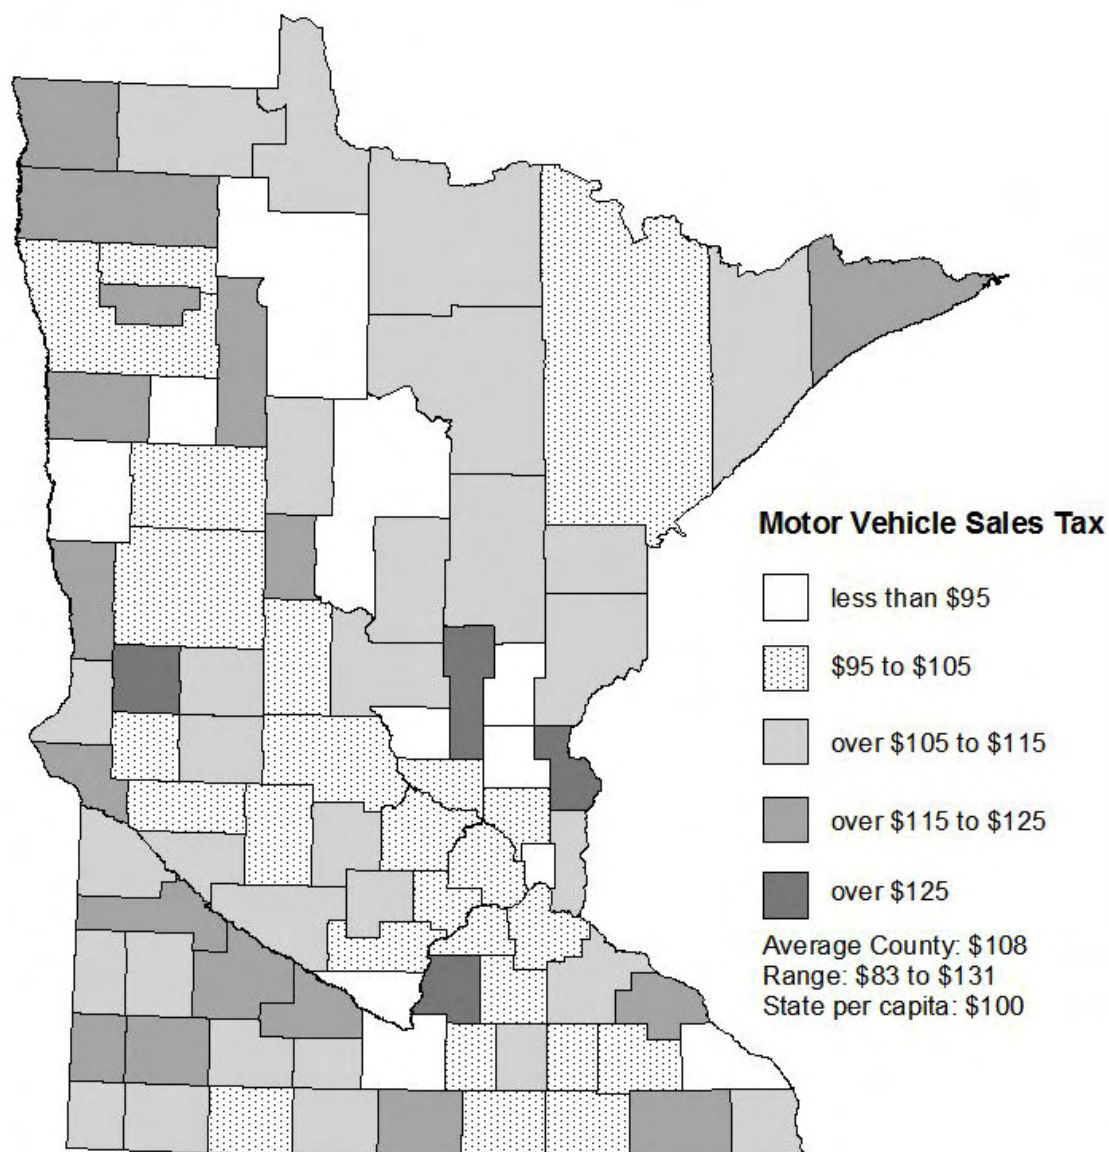 Motor Vehicle Sales Tax
less than $95
$95 to $105
over $105 to $115
over $115 to $125
over $125
Average County: $108
Range: $83 to $131
State per capita: $100